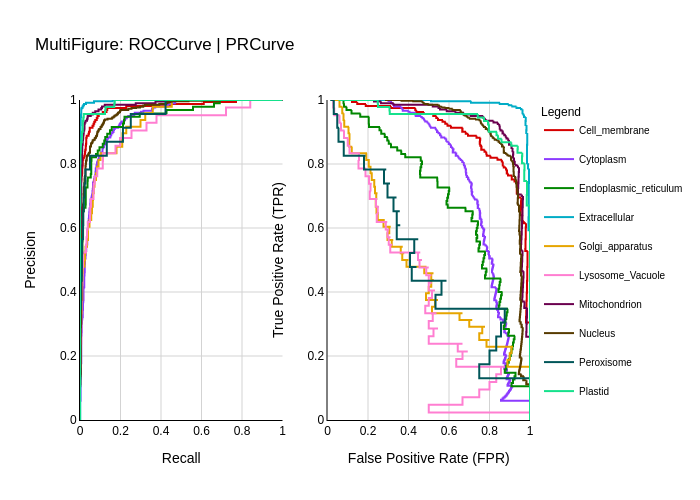 MultiFigure: ROCCurve | PRCurve
Precision
1
0.8
0.6
0.4
0.2
0
0 0.2 0.4 0.6 0.8 1
Recall
True Positive Rate (TPR)
1
0.8
0.6
0.4
0.2
0
0 0.2 0.4 0.6 0.8 1
False Positive Rate (FPR)
Legend
Cell_membrane
Cytoplasm
Endoplasmic_reticulum
Extracellular
Golgi_apparatus
Lysosome_Vacuole
Mitochondrion
Nucleus
Peroxisome
Plastid